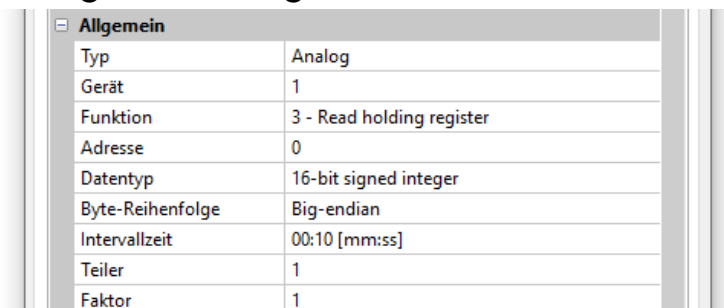 Allgemein
Typ Analog
Gerät 1
Funktion 3 - Read holding register
Adresse 0
Datentyp 16-bit signed integer
Byte-Reihenfolge Big-endian
Intervallzeit 00:10 [mm:ss]
Teiler 1
Faktor 1